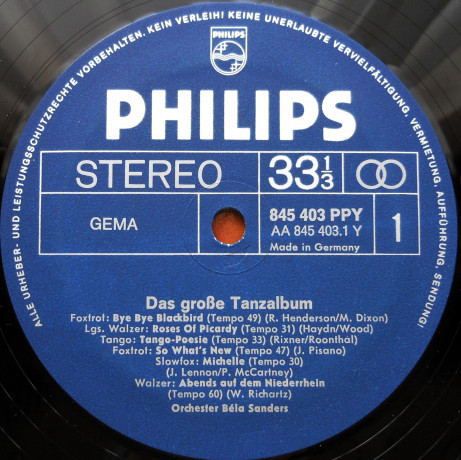 ALLE URHEBER- UND LEISTUNGSSCHUTZRECHTE VORBEHALTEN. KEIN VERLEIH! KEINE UNERLAUBTE VERVIELFÄLTIGUNG, VERMIETUNG, AUFFÜHRUNG, SENDUNG!
PHILIPS
PHILIPS
STEREO
33 1/3
GEMA
845 403 PPY
AA 845 403.1 Y
Made in Germany
1
Das große Tanzalbum
Foxtrot: Bye Bye Blackbird (Tempo 49) (R. Henderson/M. Dixon)
Lgs. Walzer: Roses Of Picardy (Tempo 31) (Haydn/Wood)
Tango: Tango-Poesie (Tempo 33) (Rixner/Roonthal)
Foxtrot: So What's New (Tempo 47) (J. Pisano)
Slowfox: Michelle (Tempo 30)
(J. Lennon/P. McCartney)
Walzer: Abends auf dem Niederrhein
(Tempo 60) (W. Richartz)
Orchester Béla Sanders